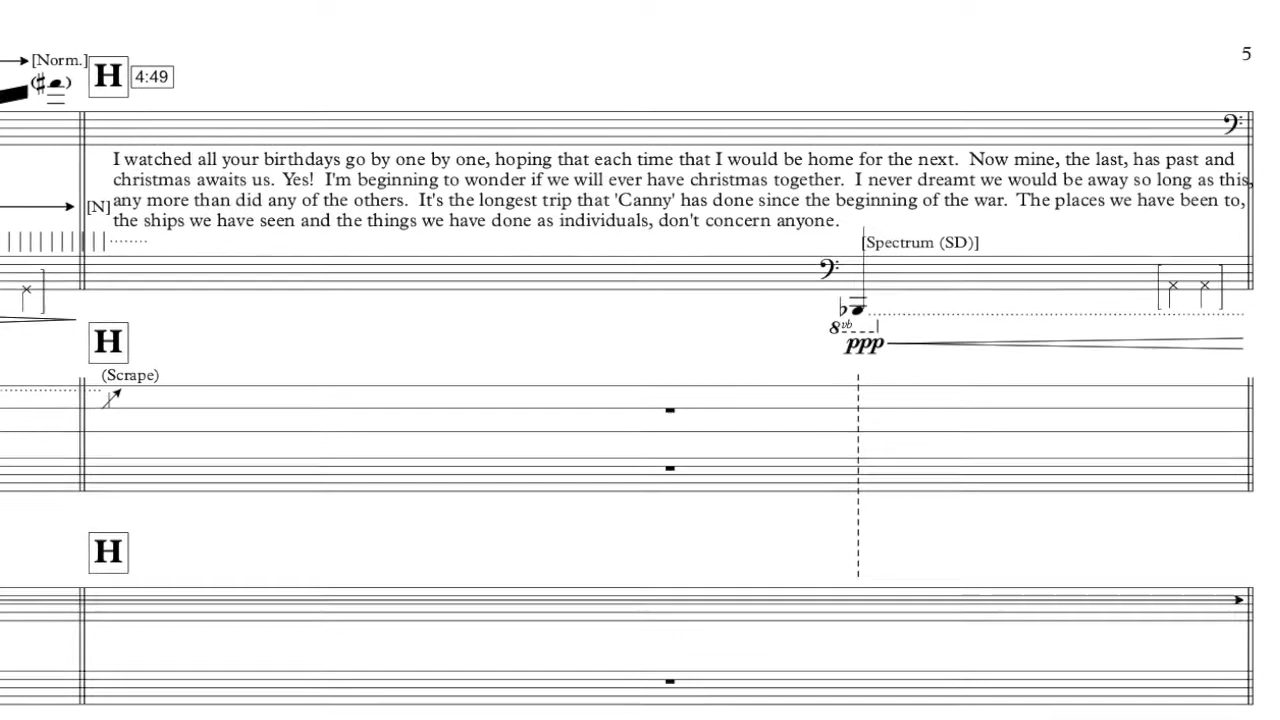 5
[Norm.]
H 4:49
I watched all your birthdays go by one by one, hoping that each time that I would be home for the next. Now mine, the last, has past and
christmas awaits us. Yes! I'm beginning to wonder if we will ever have christmas together. I never dreamt we would be away so long as this,
[N] any more than did any of the others. It's the longest trip that 'Canny' has done since the beginning of the war. The places we have been to,
the ships we have seen and the things we have done as individuals, don't concern anyone.
[Spectrum (SD)]
8vb
ppp
H
(Scrape)
H